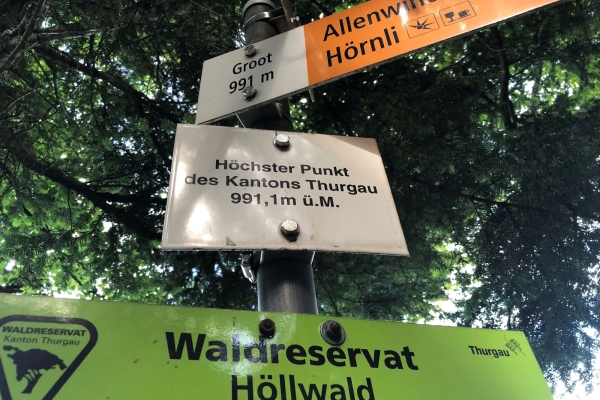 Groot
991 m
Hörnli
Höchster Punkt
des Kantons Thurgau
991,1m ü.M.
WALDRESERVAT
Kanton Thurgau
Waldreservat
Höllwald
Thurgau